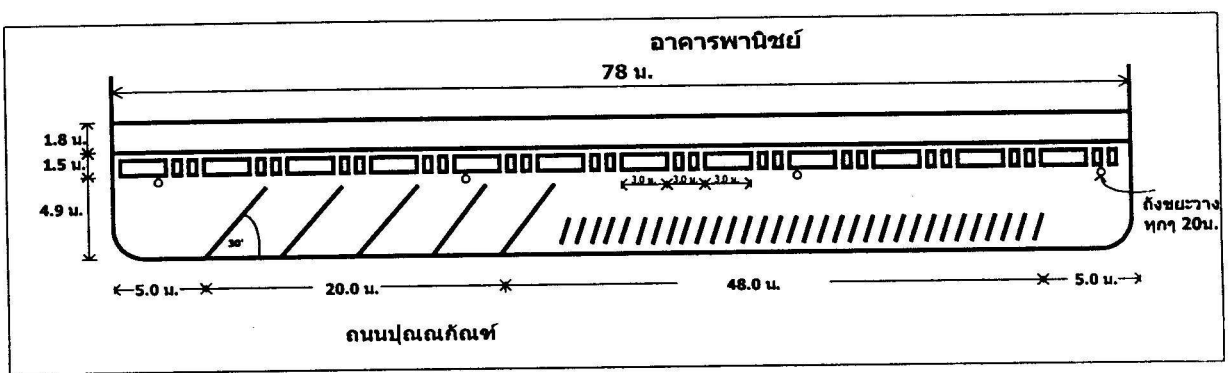 อาคารพานิชย์
78 ม.
1.8 ม.
1.5 ม.
4.9 ม.
3.0 ม.
3.0 ม.
3.0 ม.
30'
ถังขยะวาง
ทุกๆ 20ม.
5.0 ม.
20.0 ม.
48.0 ม.
5.0 ม.
ถนนปุณณกัณฑ์